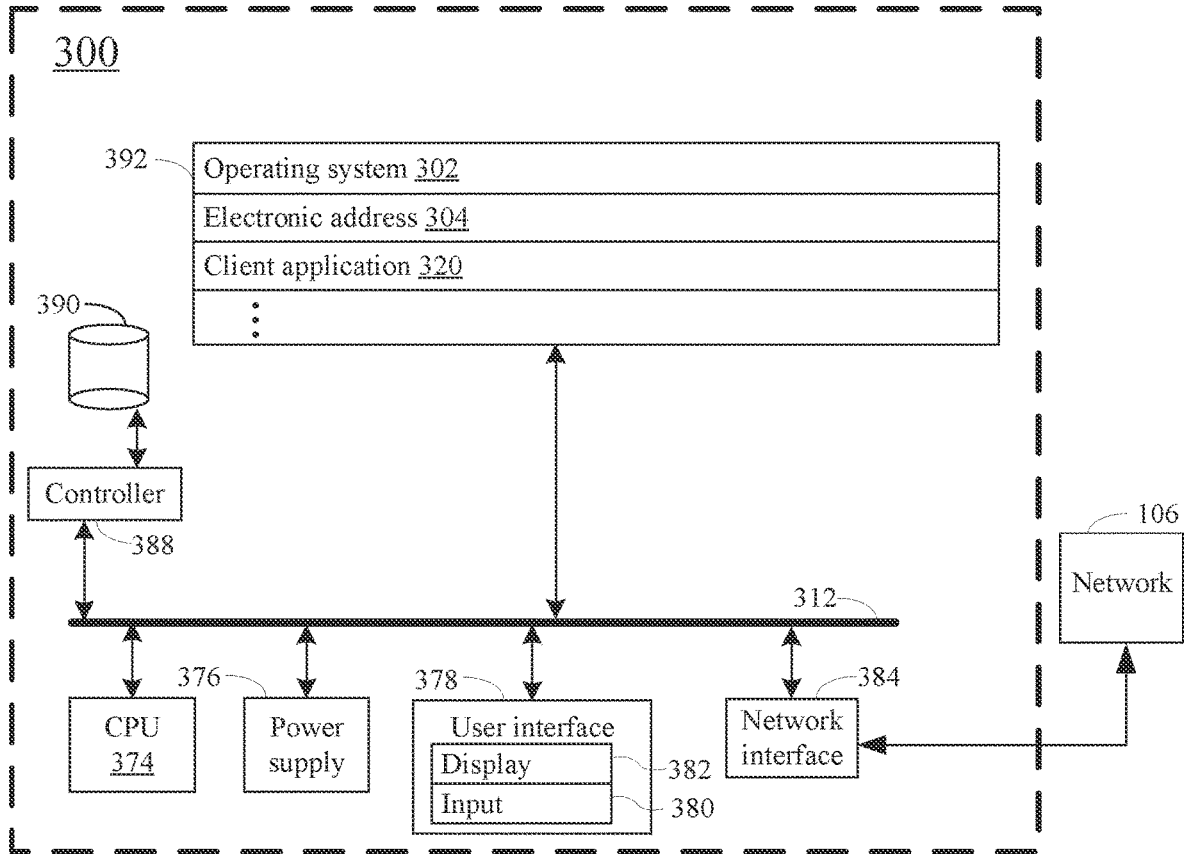 300
392
Operating system 302
Electronic address 304
Client application 320
390
Controller
388
106
Network
312
376
378
384
CPU
374
Power
supply
User interface
Display
382
Input
380
Network
interface